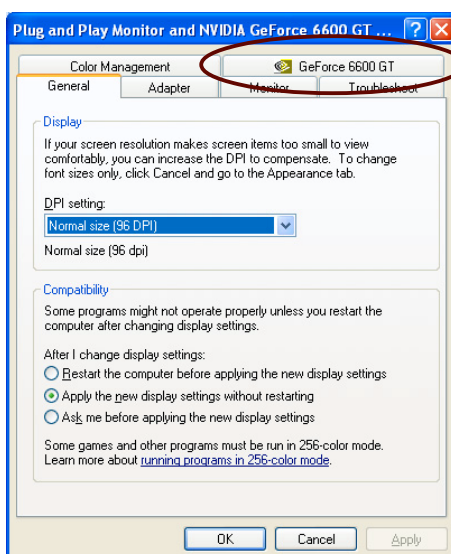 Plug and Play Monitor and NVIDIA GeForce 6600 GT ...
Color Management
GeForce 6600 GT
General
Adapter
Monitor
Troubleshoot
Display
If your screen resolution makes screen items too small to view
comfortably, you can increase the DPI to compensate. To change
font sizes only, click Cancel and go to the Appearance tab.
DPI setting:
Normal size (96 DPI)
Normal size (96 dpi)
Compatibility
Some programs might not operate properly unless you restart the
computer after changing display settings.
After I change display settings:
Restart the computer before applying the new display settings
Apply the new display settings without restarting
Ask me before applying the new display settings
Some games and other programs must be run in 256-color mode.
Learn more about running programs in 256-color mode.
OK
Cancel
Apply